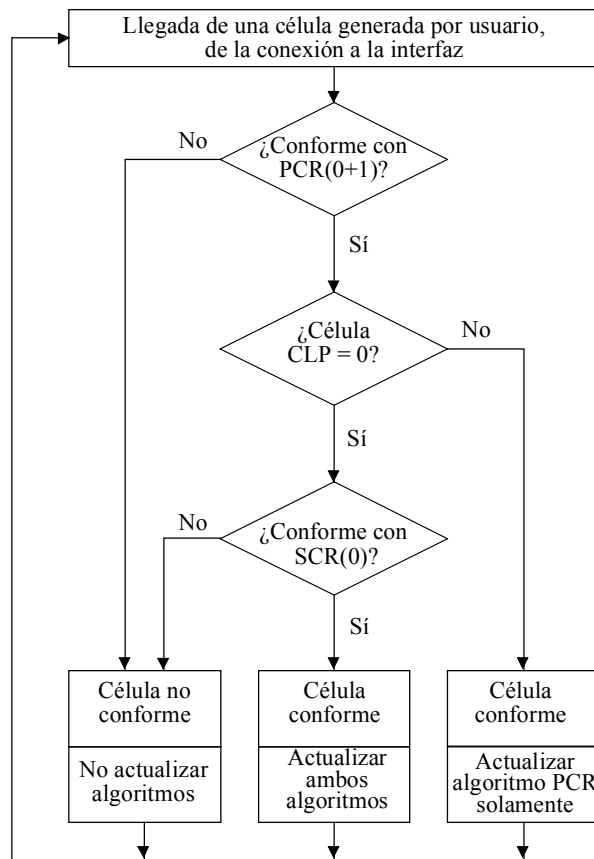 Llegada de una célula generada por usuario,
de la conexión a la interfaz
No
¿Conforme con
PCR(0+1)?
Sí
¿Célula
CLP = 0?
No
Sí
No
¿Conforme con
SCR(0)?
Sí
Célula no
conforme
No actualizar
algoritmos
Célula
conforme
Actualizar
ambos
algoritmos
Célula
conforme
Actualizar
algoritmo PCR
solamente